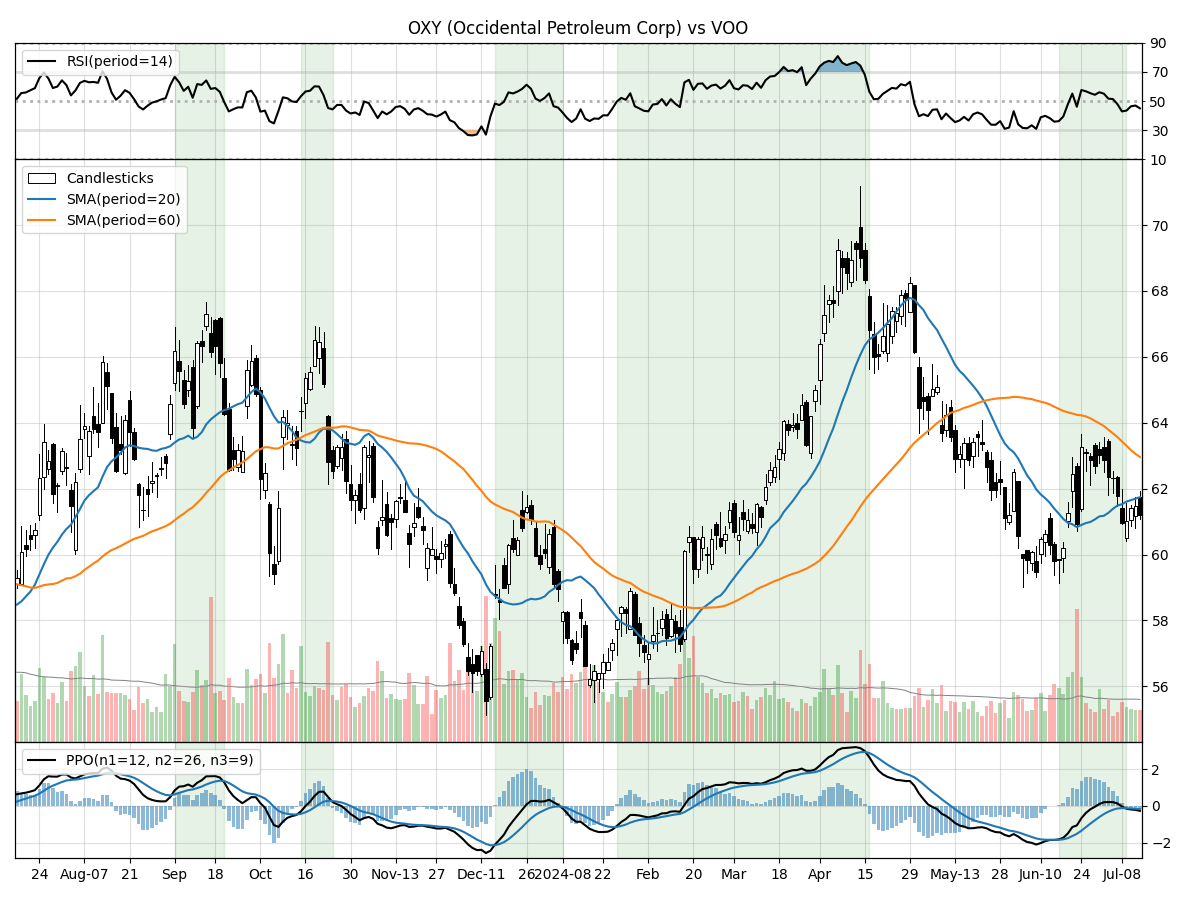 OXY (Occidental Petroleum Corp) vs VOO
RSI(period=14)
90
70
50
30
10
Candlesticks
SMA(period=20)
SMA(period=60)
70
68
66
64
62
60
58
56
PPO(n1=12, n2=26, n3=9)
2
0
−2
24 Aug-07 21 Sep 18 Oct 16 30 Nov-13 27 Dec-11 26 2024-08 22 Feb 20 Mar 18 Apr 15 29 May-13 28 Jun-10 24 Jul-08